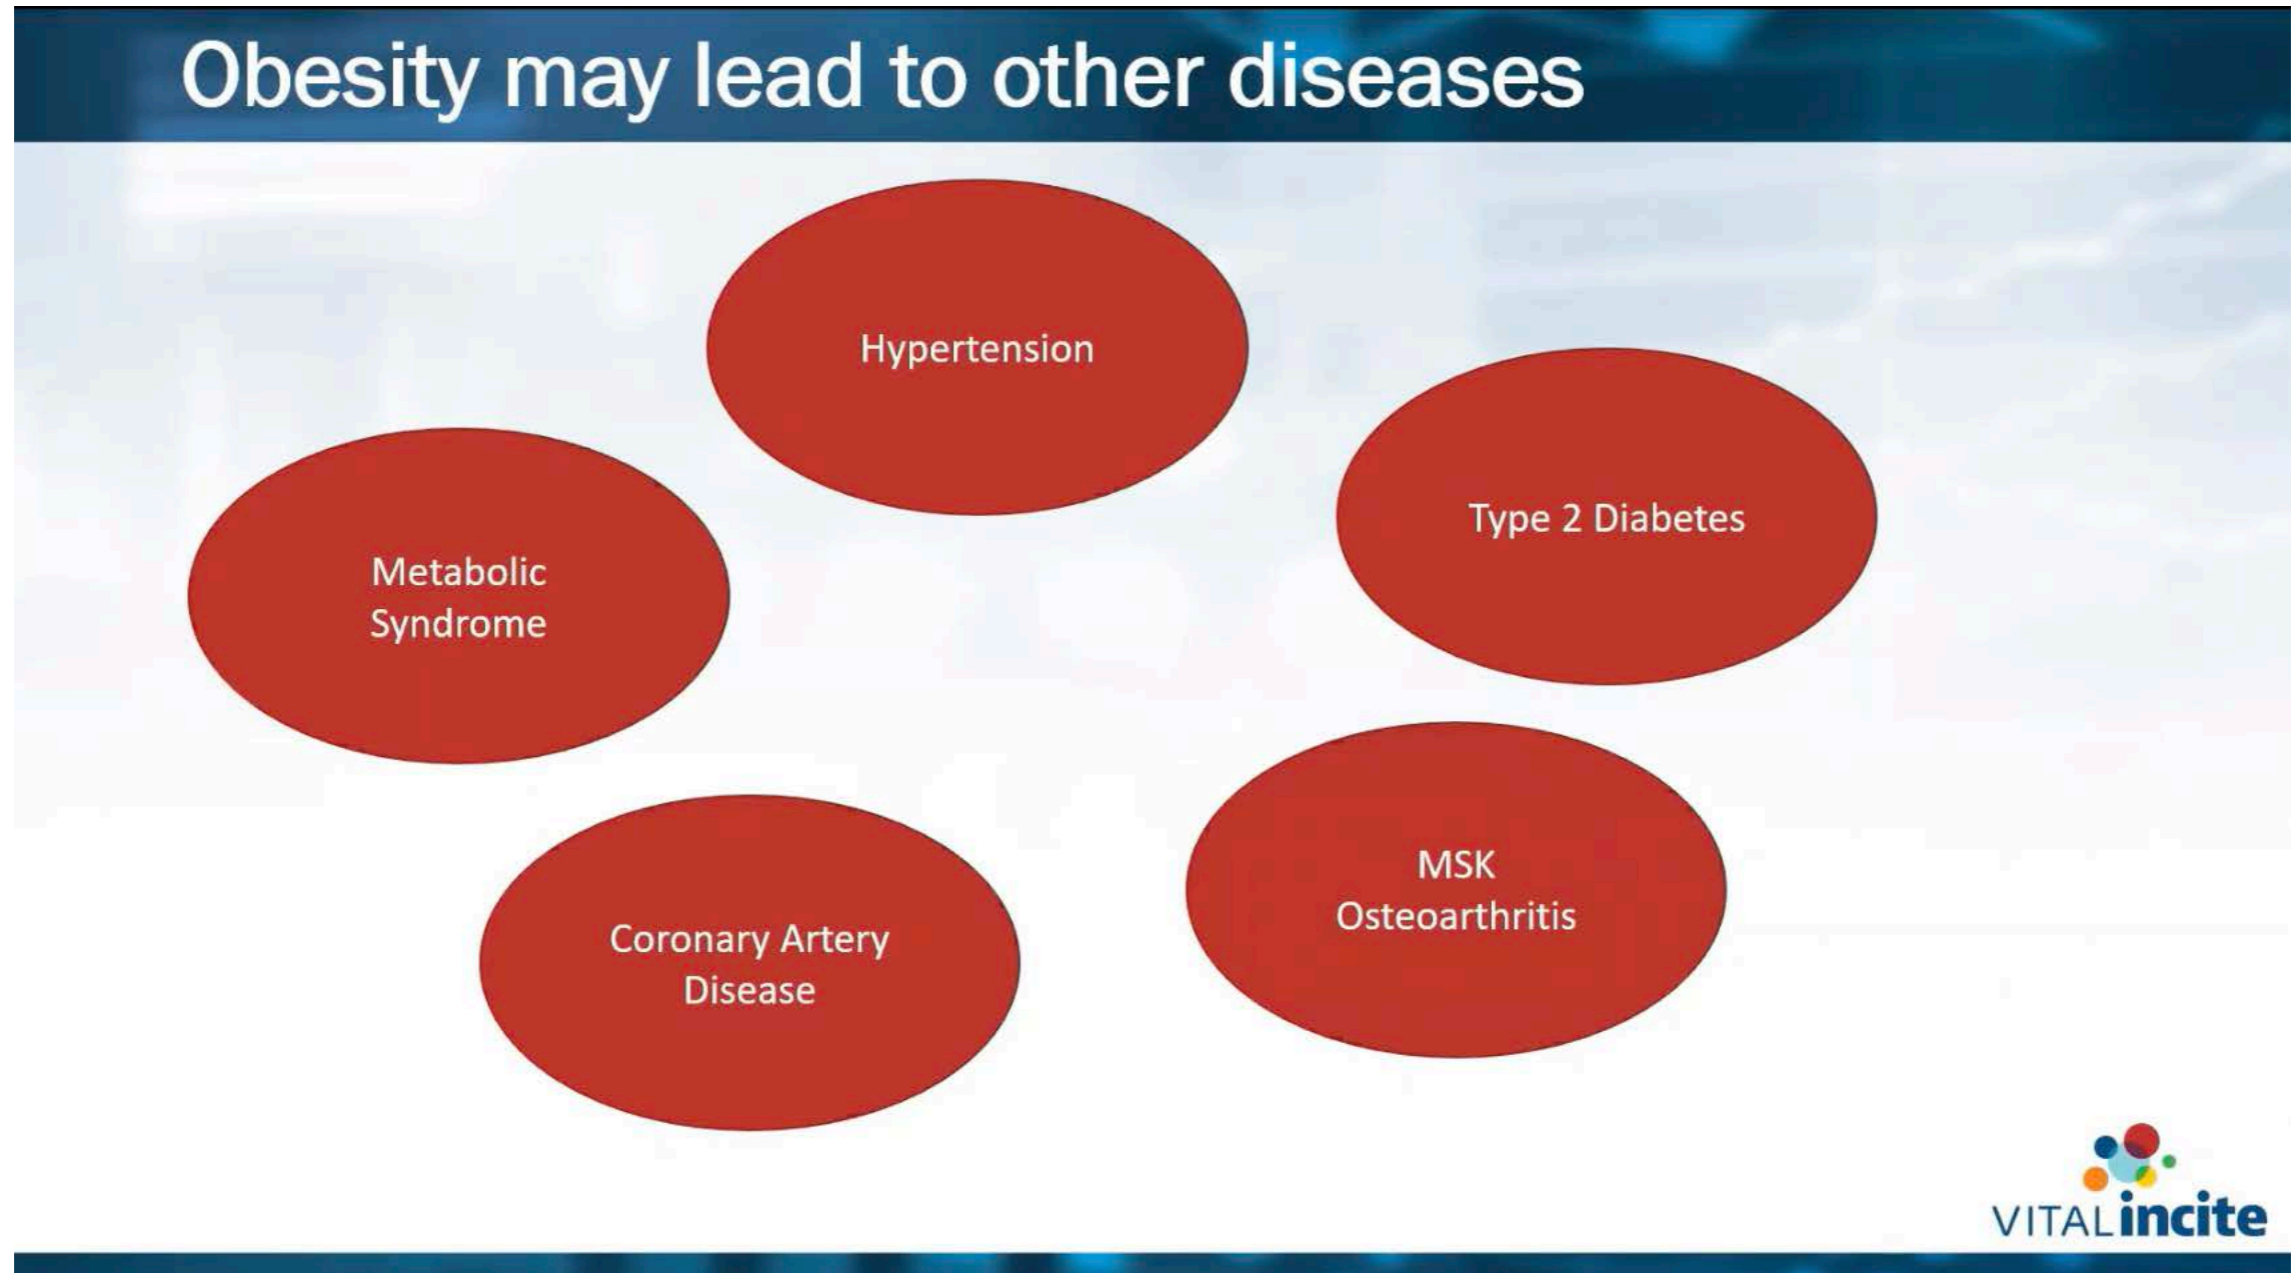 Obesity may lead to other diseases
Hypertension
Type 2 Diabetes
Metabolic
Syndrome
MSK
Osteoarthritis
Coronary Artery
Disease
VITALincite